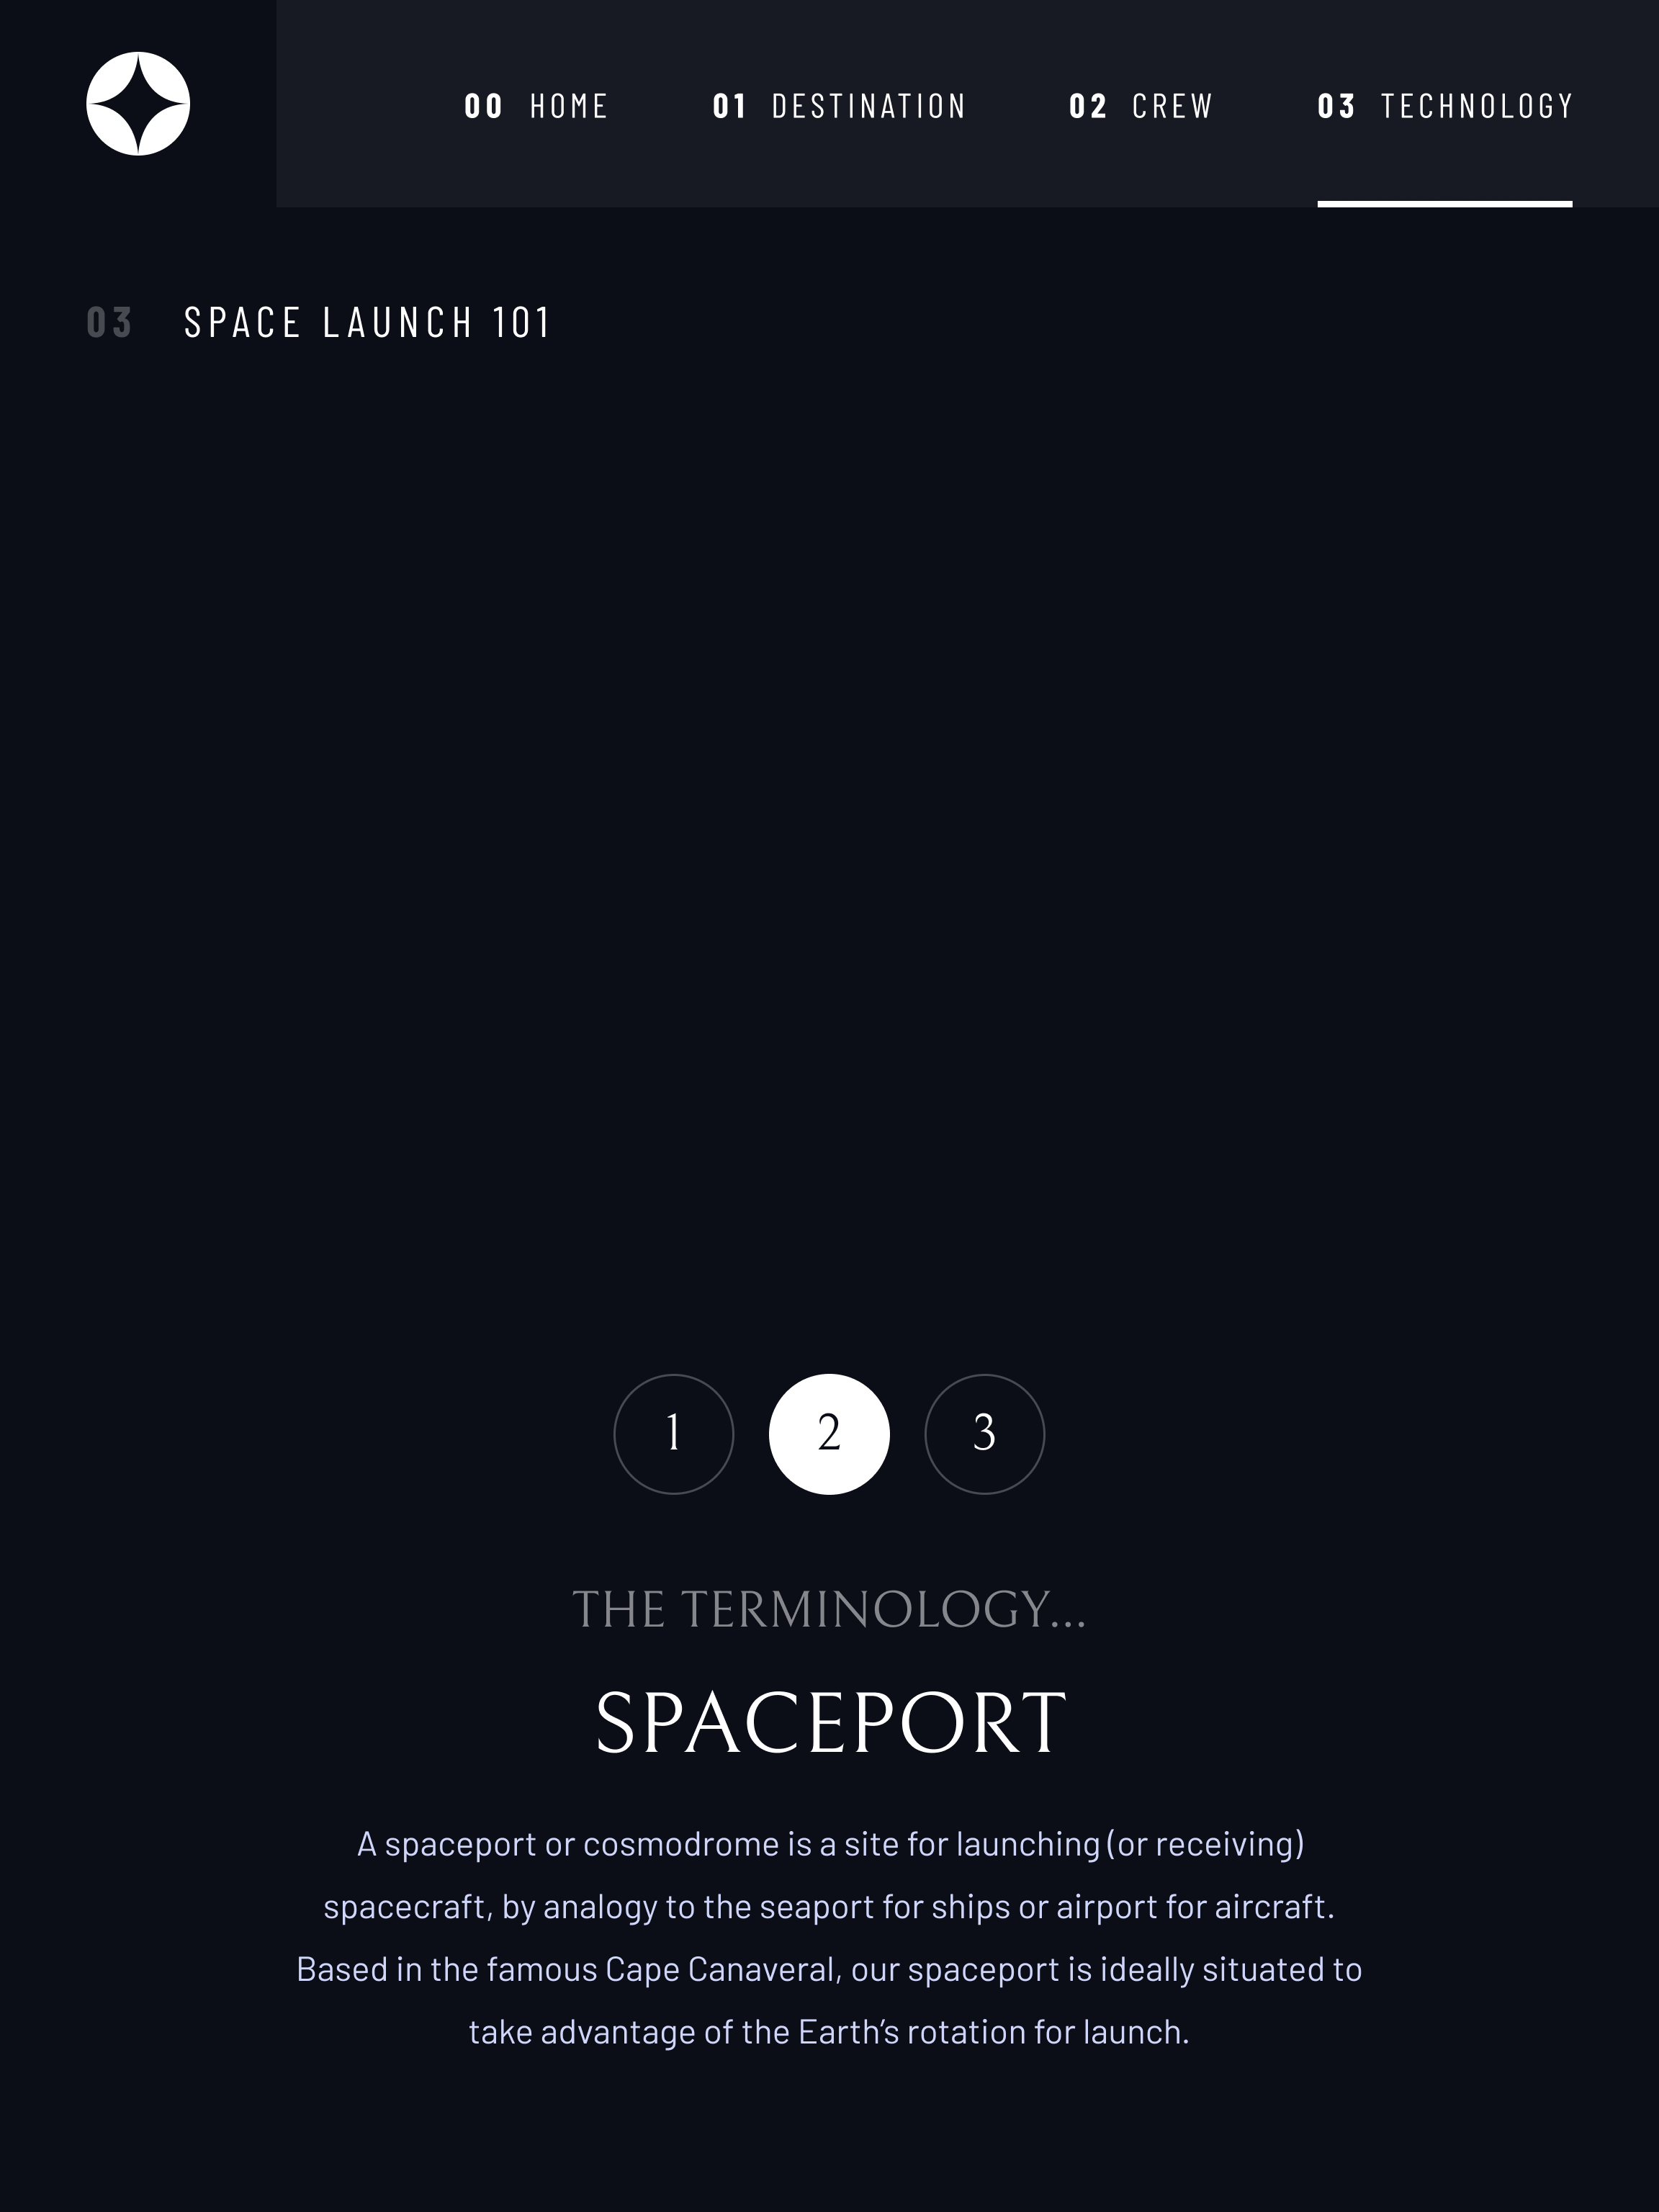 00 HOME 01 DESTINATION 02 CREW 03 TECHNOLOGY
03 SPACE LAUNCH 101
1 2 3
THE TERMINOLOGY...
SPACEPORT
A spaceport or cosmodrome is a site for launching (or receiving)
spacecraft, by analogy to the seaport for ships or airport for aircraft.
Based in the famous Cape Canaveral, our spaceport is ideally situated to
take advantage of the Earth’s rotation for launch.